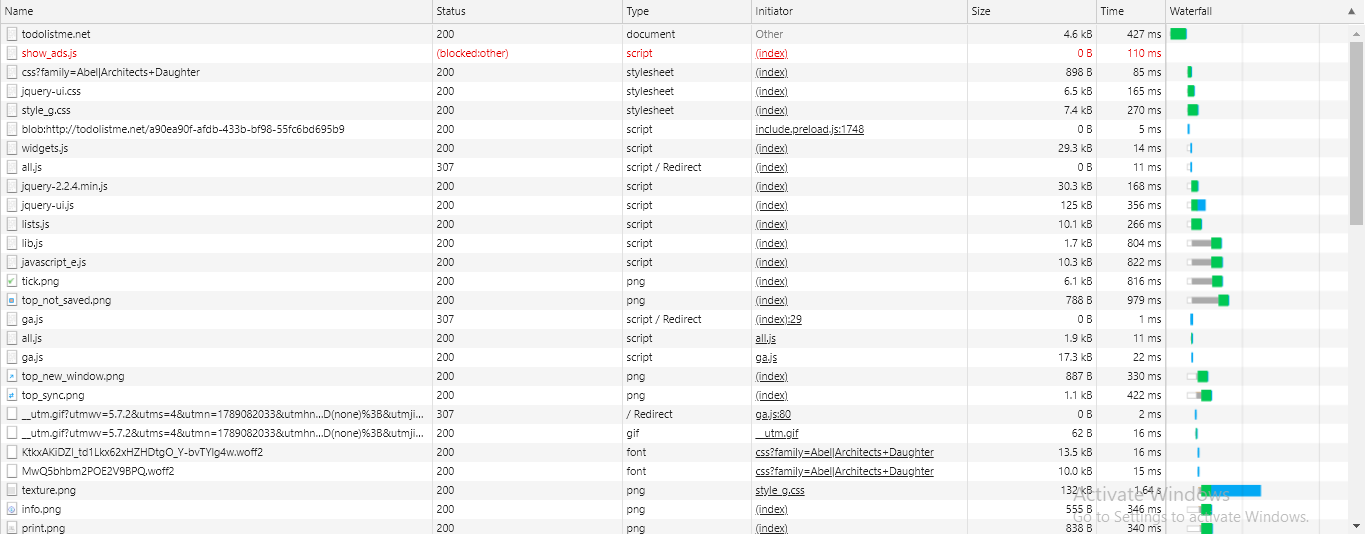 Name Status Type Initiator Size Time Waterfall
todolistme.net 200 document Other 4.6 kB 427 ms
show_ads.js (blocked:other) script (index) 0 B 110 ms
css?family=Abel|Architects+Daughter 200 stylesheet (index) 898 B 85 ms
jquery-ui.css 200 stylesheet (index) 6.5 kB 165 ms
style_g.css 200 stylesheet (index) 7.4 kB 270 ms
blob:http://todolistme.net/a90ea90f-afdb-433b-bf98-55fc6bd695b9 200 script include.preload.js:1748 0 B 5 ms
widgets.js 200 script (index) 29.3 kB 14 ms
all.js 307 script / Redirect (index) 0 B 11 ms
jquery-2.2.4.min.js 200 script (index) 30.3 kB 168 ms
jquery-ui.js 200 script (index) 125 kB 356 ms
lists.js 200 script (index) 10.1 kB 266 ms
lib.js 200 script (index) 1.7 kB 804 ms
javascript_e.js 200 script (index) 10.3 kB 822 ms
tick.png 200 png (index) 6.1 kB 816 ms
top_not_saved.png 200 png (index) 788 B 979 ms
ga.js 307 script / Redirect (index):29 0 B 1 ms
all.js 200 script all.js 1.9 kB 11 ms
ga.js 200 script ga.js 17.3 kB 22 ms
top_new_window.png 200 png (index) 887 B 330 ms
top_sync.png 200 png (index) 1.1 kB 422 ms
__utm.gif?utmwv=5.7.2&utms=4&utmn=1789082033&utmhn...D(none)%3B&utmji... 307 / Redirect ga.js:80 0 B 2 ms
__utm.gif?utmwv=5.7.2&utms=4&utmn=1789082033&utmhn...D(none)%3B&utmji... 200 gif __utm.gif 62 B 16 ms
KtkxAKiDZI_td1Lkx62xHZHDtgO_Y-bvTYlg4w.woff2 200 font css?family=Abel|Architects+Daughter 13.5 kB 16 ms
MwQ5bhbm2POE2V9BPQ.woff2 200 font css?family=Abel|Architects+Daughter 10.0 kB 15 ms
texture.png 200 png style_g.css 132 kB 1.64 s
Activate Windows
info.png 200 png (index) 555 B 346 ms
Go to Settings to activate Windows.
print.png 200 png (index) 838 B 340 ms